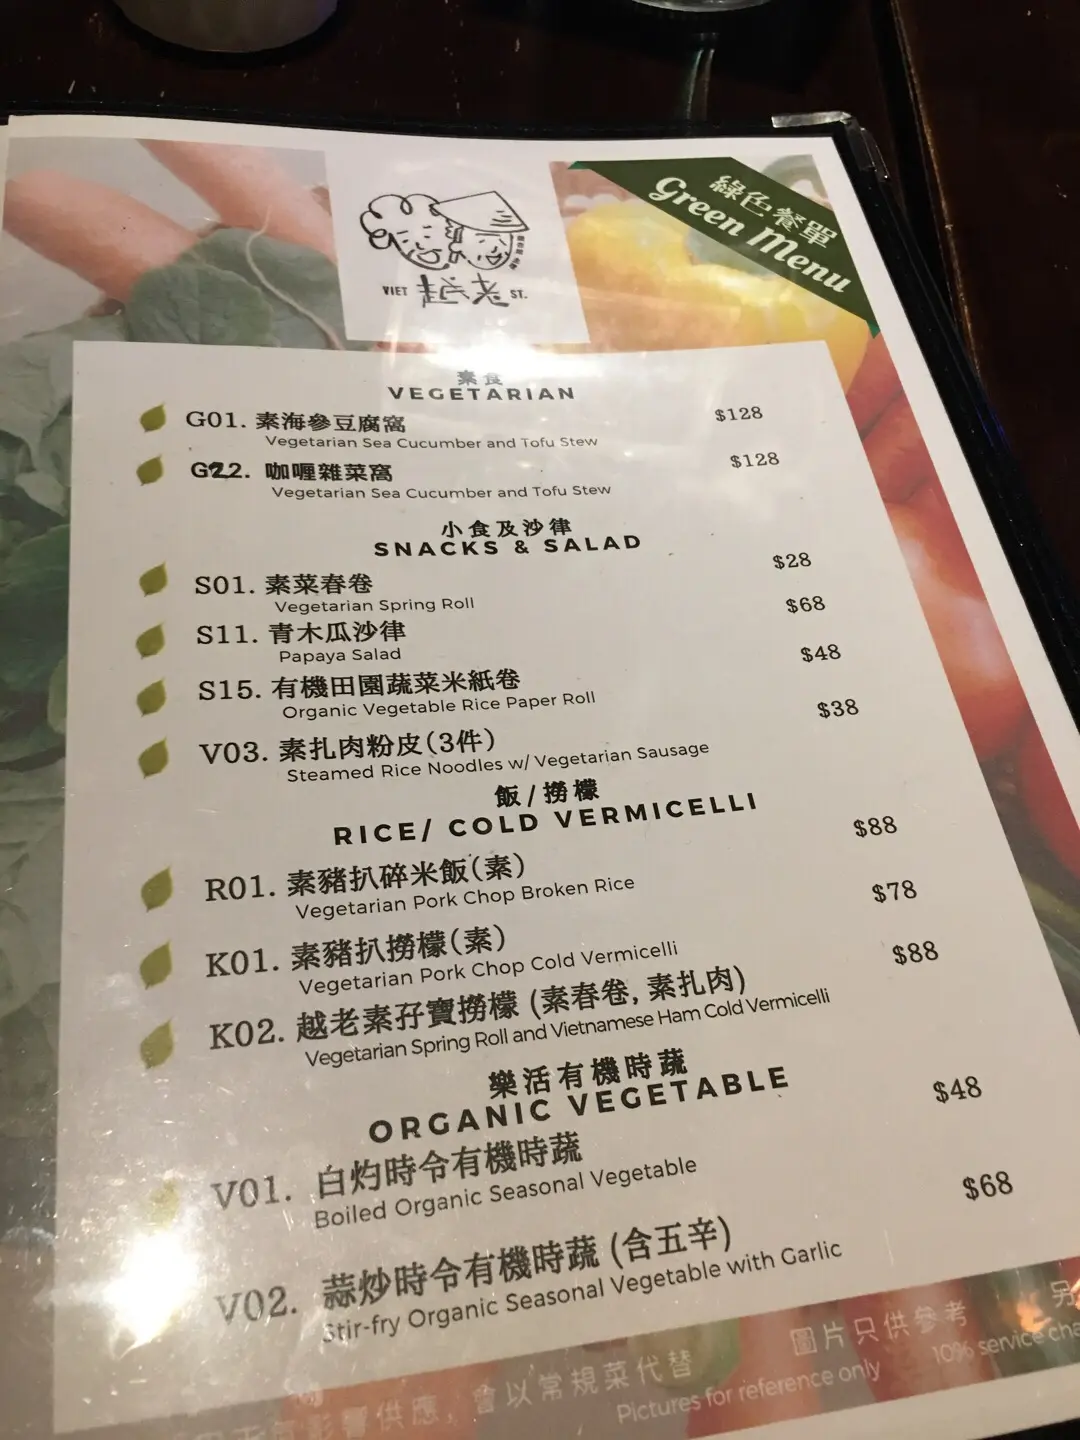 綠色餐單
Green Menu
VIET 越老 ST.
素食
VEGETARIAN
G01. 素海參豆腐窩 $128
Vegetarian Sea Cucumber and Tofu Stew
G22. 咖喱雜菜窩 $128
Vegetarian Sea Cucumber and Tofu Stew
小食及沙律
SNACKS & SALAD
S01. 素菜春卷 $28
Vegetarian Spring Roll
S11. 青木瓜沙律 $68
Papaya Salad
S15. 有機田園蔬菜米紙卷 $48
Organic Vegetable Rice Paper Roll
V03. 素扎肉粉皮(3件) $38
Steamed Rice Noodles w/ Vegetarian Sausage
飯/撈檬
RICE/ COLD VERMICELLI
R01. 素豬扒碎米飯(素) $88
Vegetarian Pork Chop Broken Rice
K01. 素豬扒撈檬(素) $78
Vegetarian Pork Chop Cold Vermicelli
K02. 越老素孖寶撈檬 (素春卷, 素扎肉) $88
Vegetarian Spring Roll and Vietnamese Ham Cold Vermicelli
樂活有機時蔬
ORGANIC VEGETABLE
V01. 白灼時令有機時蔬 $48
Boiled Organic Seasonal Vegetable
V02. 蒜炒時令有機時蔬 (含五辛) $68
Stir-fry Organic Seasonal Vegetable with Garlic
影響供應, 會以常規菜代替
圖片只供參考
Pictures for reference only
另
10% service